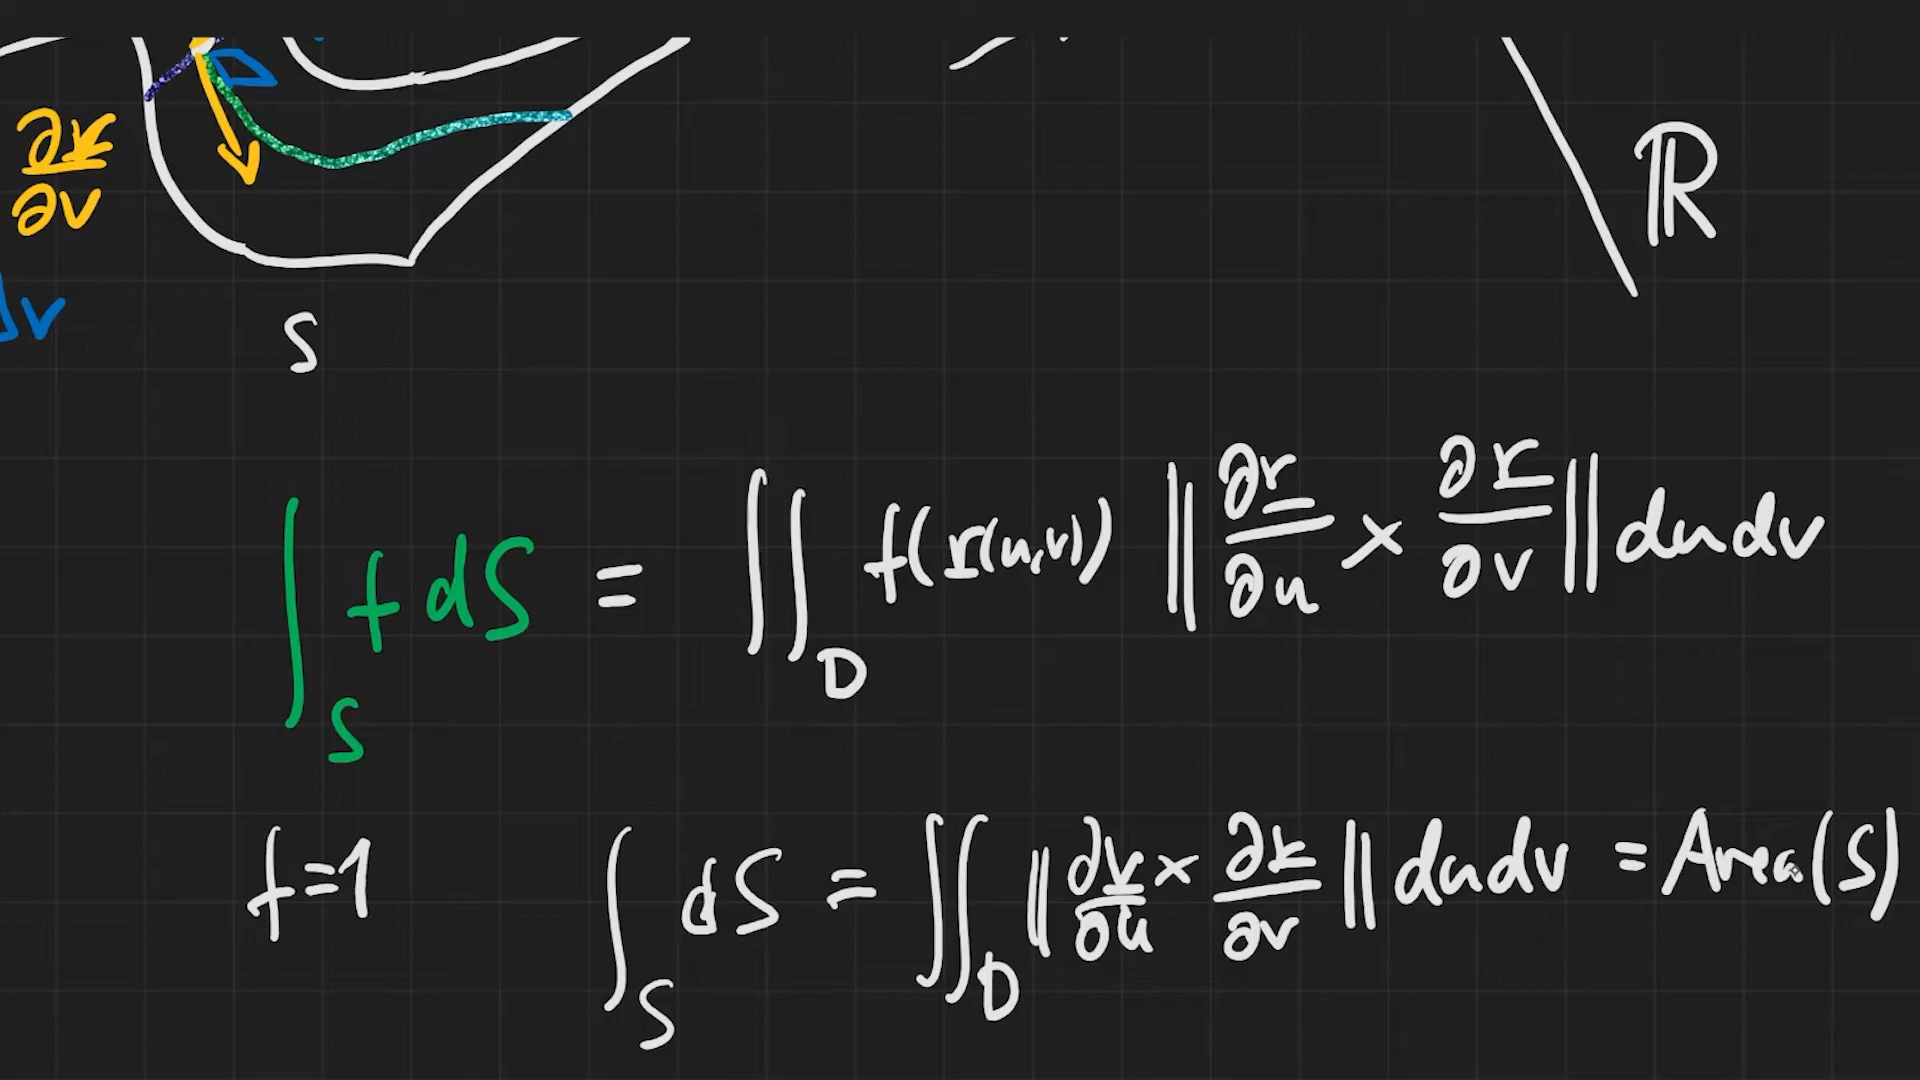 ∂r/∂v
dv
ℝ
S
∫_S f dS = ∬_D f(r(u,v)) ‖∂r/∂u × ∂r/∂v‖ du dv
f=1 ∫_S dS = ∬_D ‖∂r/∂u × ∂r/∂v‖ du dv = Area(S)